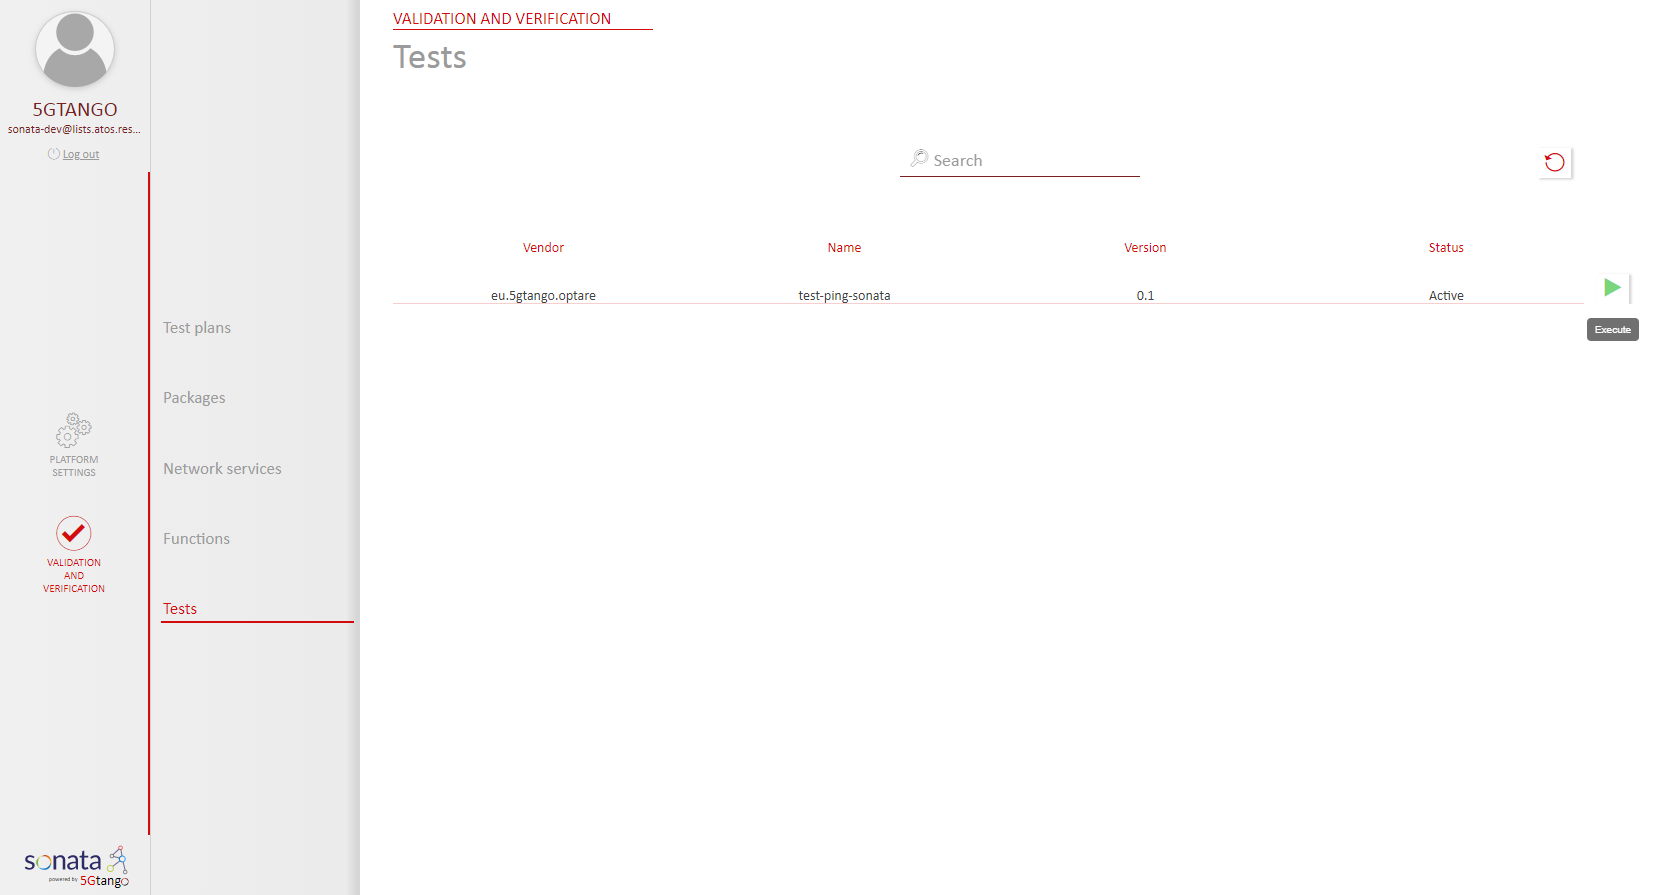 5GTANGO
sonata-dev@lists.atos.res...
Log out
PLATFORM
SETTINGS
VALIDATION
AND
VERIFICATION
sonata
powered by 5Gtango
Test plans
Packages
Network services
Functions
Tests
VALIDATION AND VERIFICATION
Tests
Search
Vendor Name Version Status
eu.5gtango.optare test-ping-sonata 0.1 Active
Execute